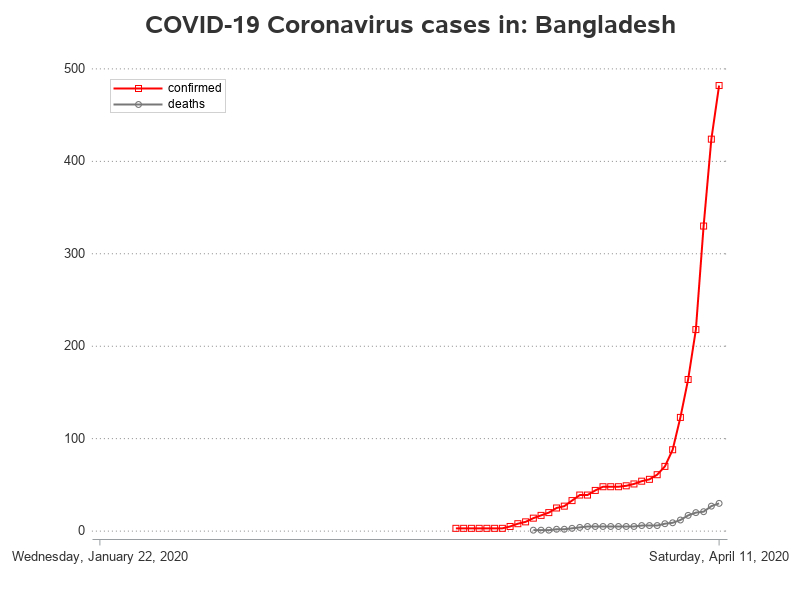 COVID-19 Coronavirus cases in: Bangladesh
500
confirmed
deaths
400
300
200
100
0
Wednesday, January 22, 2020
Saturday, April 11, 2020